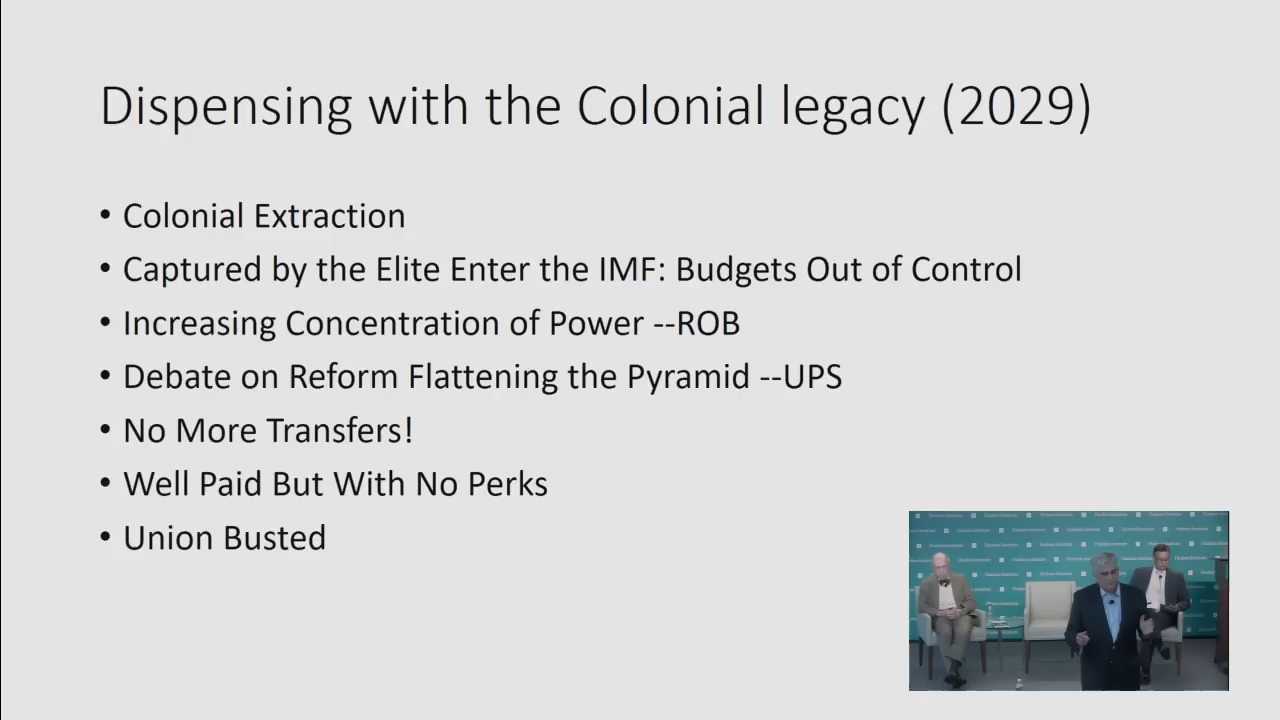 Dispensing with the Colonial legacy (2029)
• Colonial Extraction
• Captured by the Elite Enter the IMF: Budgets Out of Control
• Increasing Concentration of Power --ROB
• Debate on Reform Flattening the Pyramid --UPS
• No More Transfers!
• Well Paid But With No Perks
• Union Busted